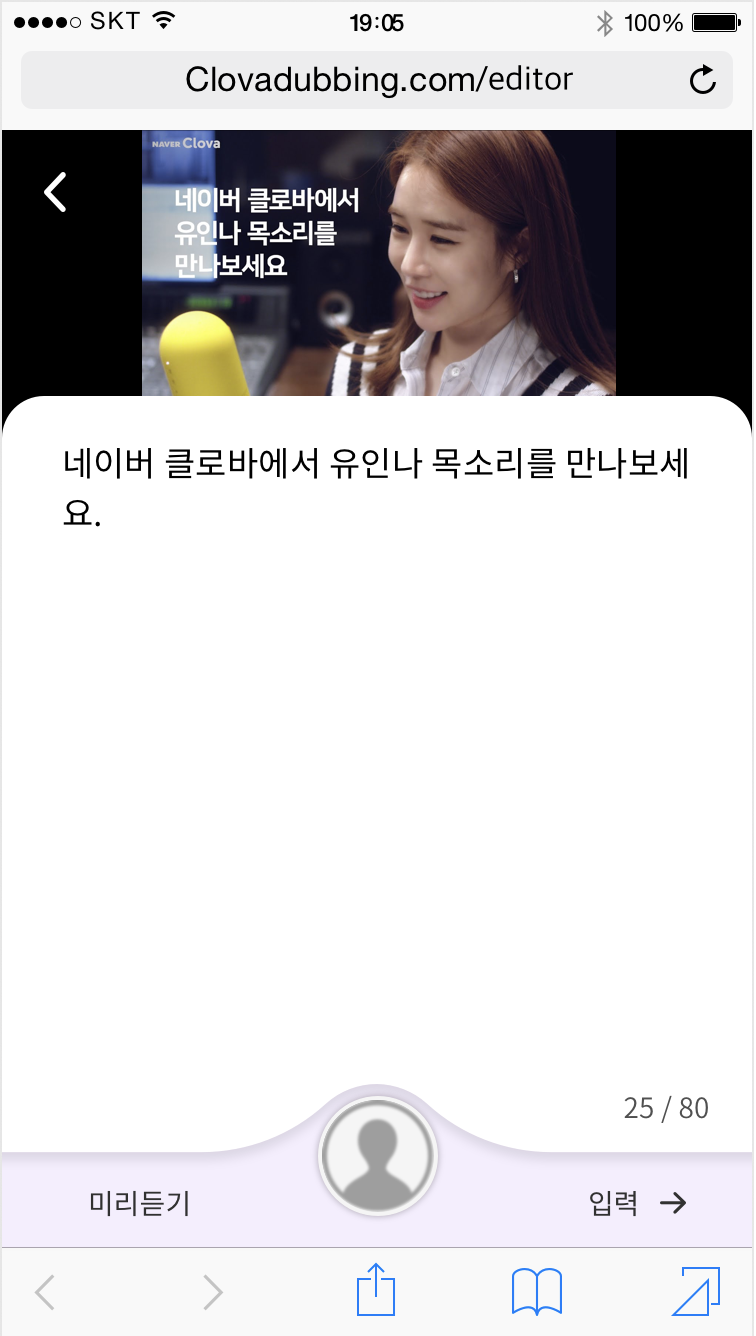 SKT 19:05 100%
Clovadubbing.com/editor
NAVER Clova
네이버 클로바에서
유인나 목소리를
만나보세요
네이버 클로바에서 유인나 목소리를 만나보세
요.
25 / 80
미리듣기 입력